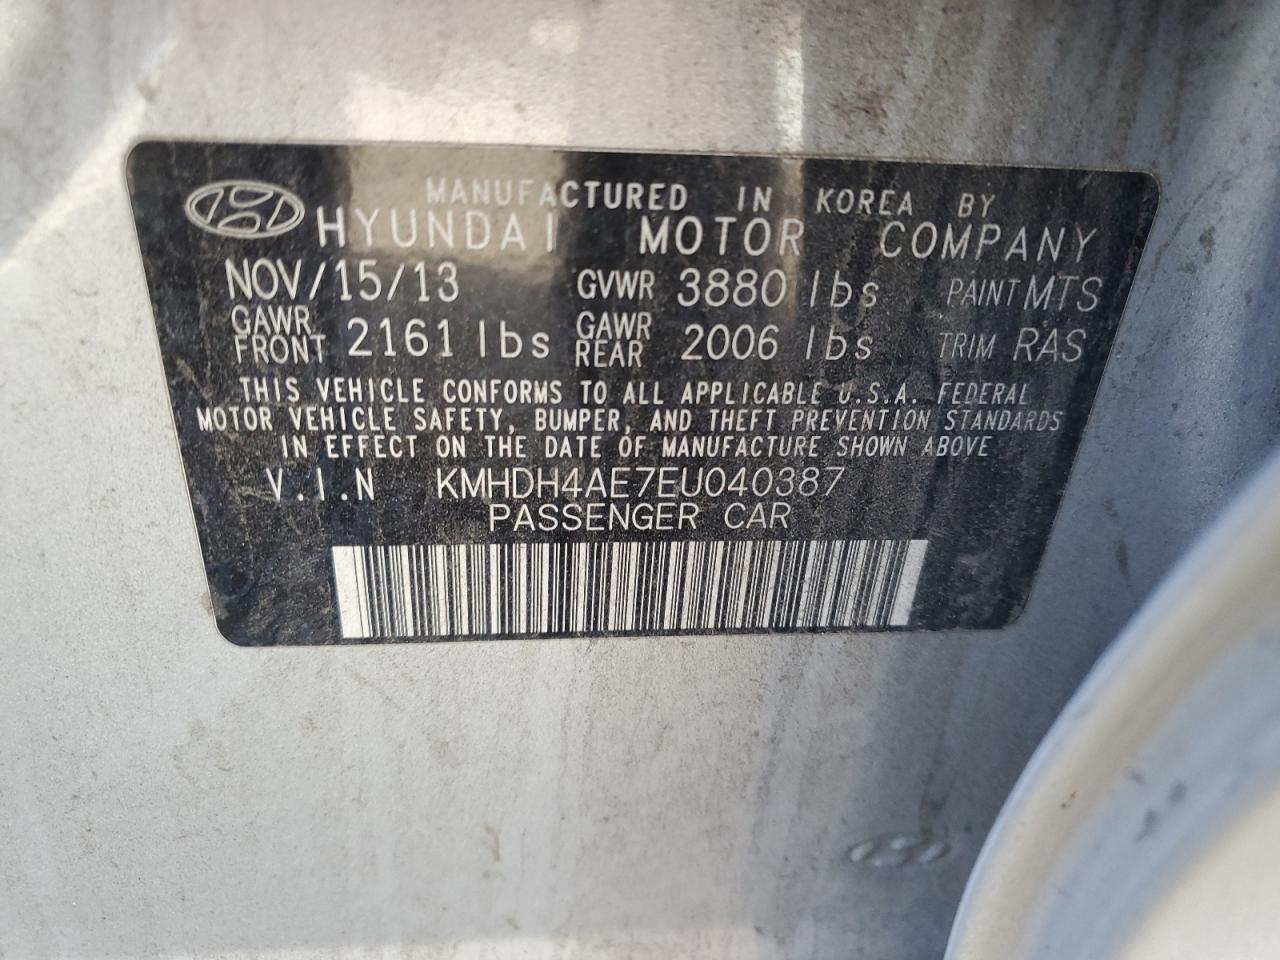 MANUFACTURED IN KOREA BY
HYUNDAI MOTOR COMPANY
NOV/15/13 GVWR 3880 lbs PAINT MTS
GAWR FRONT 2161 lbs GAWR REAR 2006 lbs TRIM RAS
THIS VEHICLE CONFORMS TO ALL APPLICABLE U.S.A. FEDERAL
MOTOR VEHICLE SAFETY, BUMPER, AND THEFT PREVENTION STANDARDS
IN EFFECT ON THE DATE OF MANUFACTURE SHOWN ABOVE
V.I.N KMHDH4AE7EU040387
PASSENGER CAR